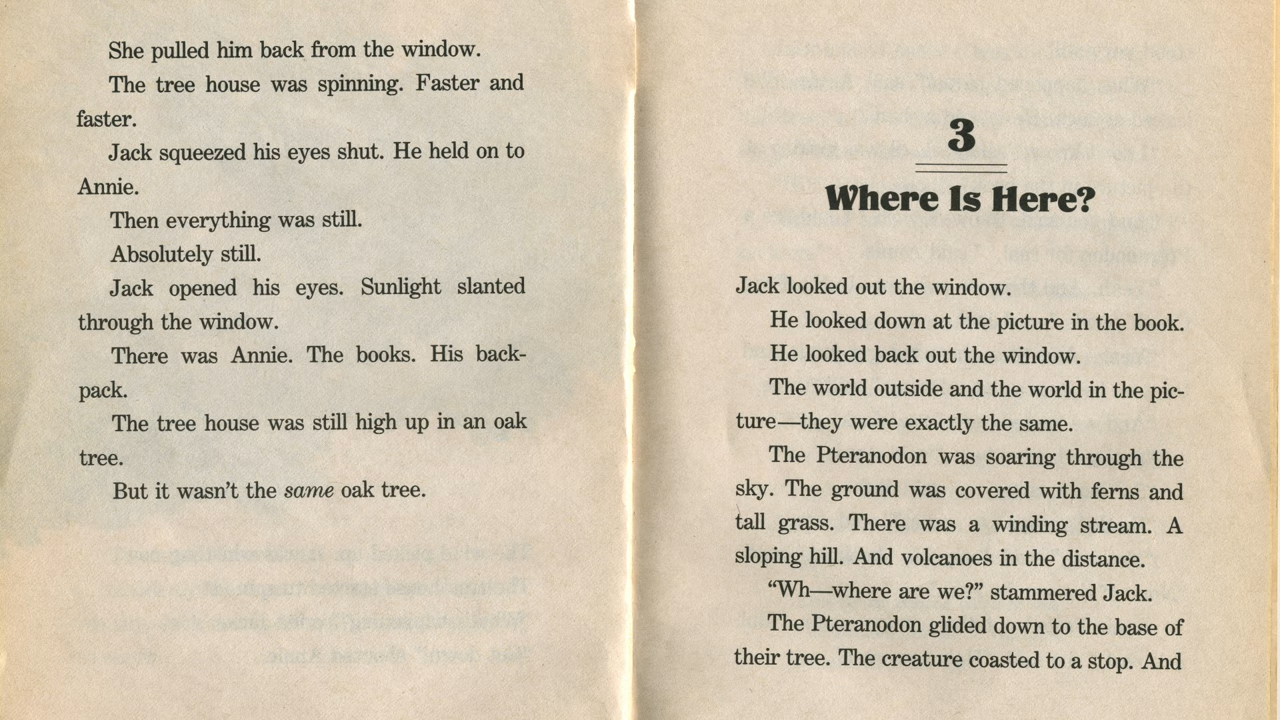 She pulled him back from the window.
The tree house was spinning. Faster and
faster.
Jack squeezed his eyes shut. He held on to
Annie.
Then everything was still.
Absolutely still.
Jack opened his eyes. Sunlight slanted
through the window.
There was Annie. The books. His back-
pack.
The tree house was still high up in an oak
tree.
But it wasn't the same oak tree.
3
Where Is Here?
Jack looked out the window.
He looked down at the picture in the book.
He looked back out the window.
The world outside and the world in the pic-
ture—they were exactly the same.
The Pteranodon was soaring through the
sky. The ground was covered with ferns and
tall grass. There was a winding stream. A
sloping hill. And volcanoes in the distance.
“Wh—where are we?” stammered Jack.
The Pteranodon glided down to the base of
their tree. The creature coasted to a stop. And